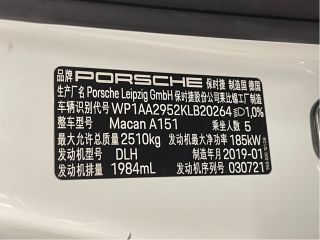 品牌 PORSCHE 保时捷 制造国 德国
生产厂名 Porsche Leipzig GmbH 保时捷股份公司莱比锡工厂制造
车辆识别代号 WP1AA2952KLB20264 1,0%
整车型号 Macan A151 乘坐人数 5
最大允许总质量 2510kg 发动机最大净功率 185kW
发动机型号 DLH 制造年月 2019-01
发动机排量 1984mL 发动机序列号 030721